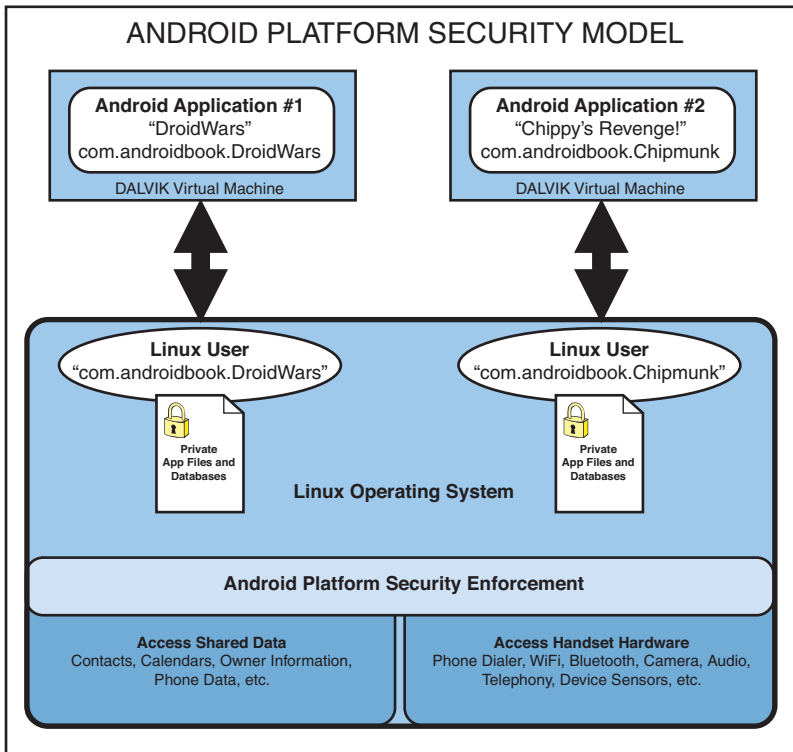 ANDROID PLATFORM SECURITY MODEL
Android Application #1
“DroidWars”
com.androidbook.DroidWars
DALVIK Virtual Machine
Android Application #2
“Chippy’s Revenge!”
com.androidbook.Chipmunk
DALVIK Virtual Machine
Linux User
“com.androidbook.DroidWars”
Private
App Files and
Databases
Linux User
“com.androidbook.Chipmunk”
Private
App Files and
Databases
Linux Operating System
Android Platform Security Enforcement
Access Shared Data
Contacts, Calendars, Owner Information,
Phone Data, etc.
Access Handset Hardware
Phone Dialer, WiFi, Bluetooth, Camera, Audio,
Telephony, Device Sensors, etc.